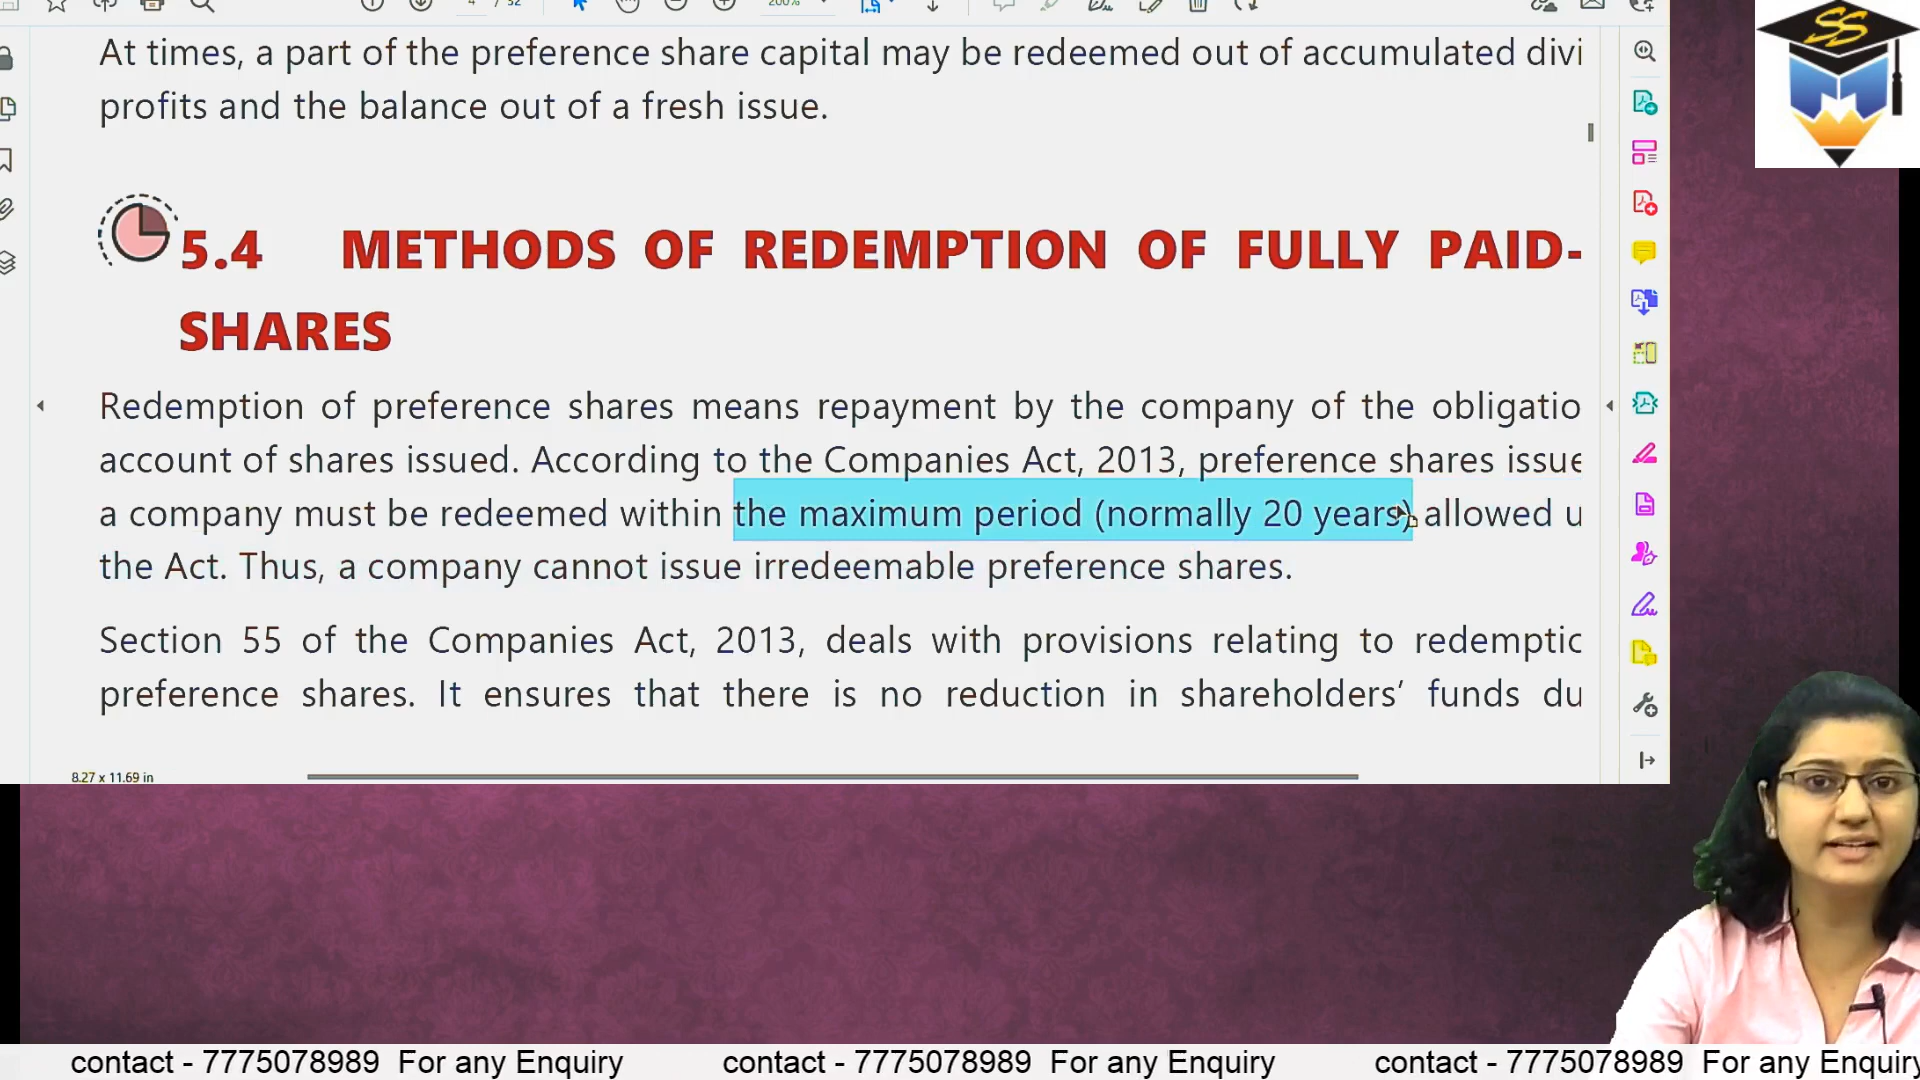 200%
At times, a part of the preference share capital may be redeemed out of accumulated divi
profits and the balance out of a fresh issue.
5.4 METHODS OF REDEMPTION OF FULLY PAID-
SHARES
Redemption of preference shares means repayment by the company of the obligatio
account of shares issued. According to the Companies Act, 2013, preference shares issue
a company must be redeemed within the maximum period (normally 20 years) allowed u
the Act. Thus, a company cannot issue irredeemable preference shares.
Section 55 of the Companies Act, 2013, deals with provisions relating to redemptio
preference shares. It ensures that there is no reduction in shareholders’ funds du
8.27 x 11.69 in
SS
contact - 7775078989 For any Enquiry contact - 7775078989 For any Enquiry contact - 7775078989 For any Enquiry